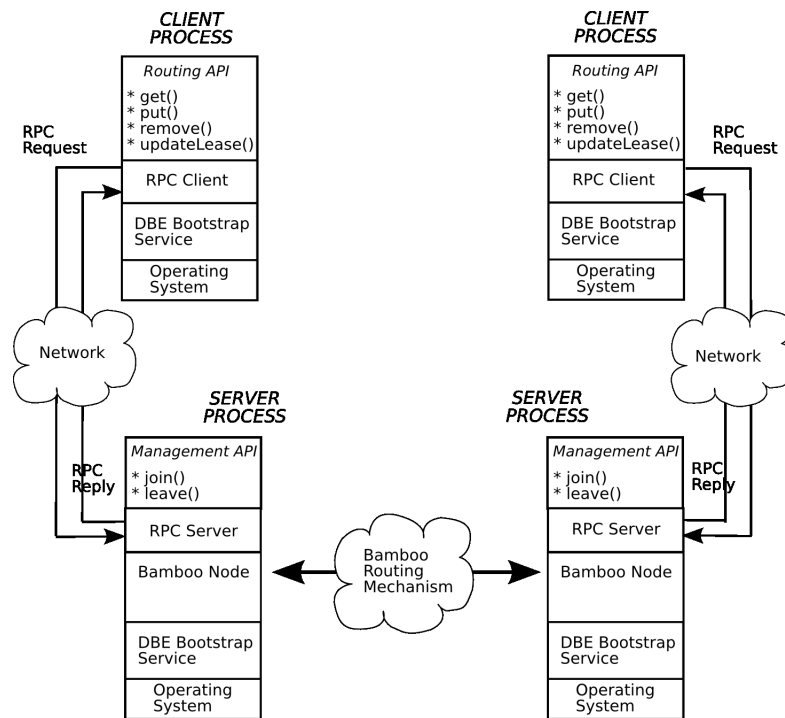 CLIENT
PROCESS
Routing API
* get()
* put()
* remove()
* updateLease()
RPC Client
DBE Bootstrap
Service
Operating
System
RPC
Request
Network
CLIENT
PROCESS
Routing API
* get()
* put()
* remove()
* updateLease()
RPC Client
DBE Bootstrap
Service
Operating
System
RPC
Request
Network
SERVER
PROCESS
Management API
* join()
* leave()
RPC Server
Bamboo Node
DBE Bootstrap
Service
Operating
System
RPC
Reply
Bamboo
Routing
Mechanism
SERVER
PROCESS
Management API
* join()
* leave()
RPC Server
Bamboo Node
DBE Bootstrap
Service
Operating
System
RPC
Reply